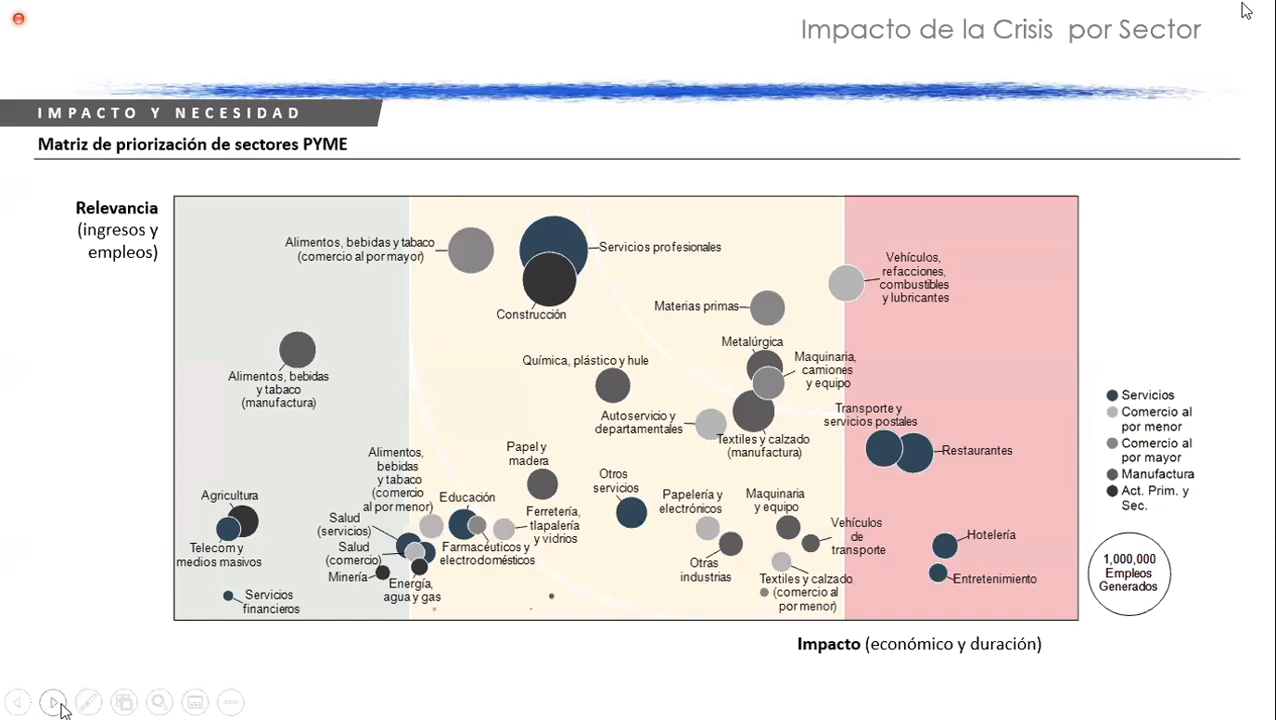 Impacto de la Crisis por Sector
IMPACTO Y NECESIDAD
Matriz de priorización de sectores PYME
Relevancia
(ingresos y
empleos)
Alimentos, bebidas y tabaco
(comercio al por mayor)
Servicios profesionales
Construcción
Vehículos,
refacciones,
combustibles
y lubricantes
Materias primas
Metalúrgica
Maquinaria,
camiones
y equipo
Química, plástico y hule
Alimentos, bebidas
y tabaco
(manufactura)
Autoservicio y
departamentales
Textiles y calzado
(manufactura)
Transporte y
servicios postales
Restaurantes
Alimentos,
bebidas
y tabaco
(comercio
al por menor)
Papel y
madera
Otros
servicios
Agricultura
Telecom y
medios masivos
Educación
Ferretería,
tlapalería
y vidrios
Papelería y
electrónicos
Maquinaria
y equipo
Vehículos
de
transporte
Salud
(servicios)
Salud
(comercio)
Farmacéuticos y
electrodomésticos
Otras
industrias
Hotelería
Entretenimiento
Minería
Energía,
agua y gas
Textiles y calzado
(comercio al
por menor)
Servicios
financieros
Servicios
Comercio al
por menor
Comercio al
por mayor
Manufactura
Act. Prim. y
Sec.
1,000,000
Empleos
Generados
Impacto (económico y duración)